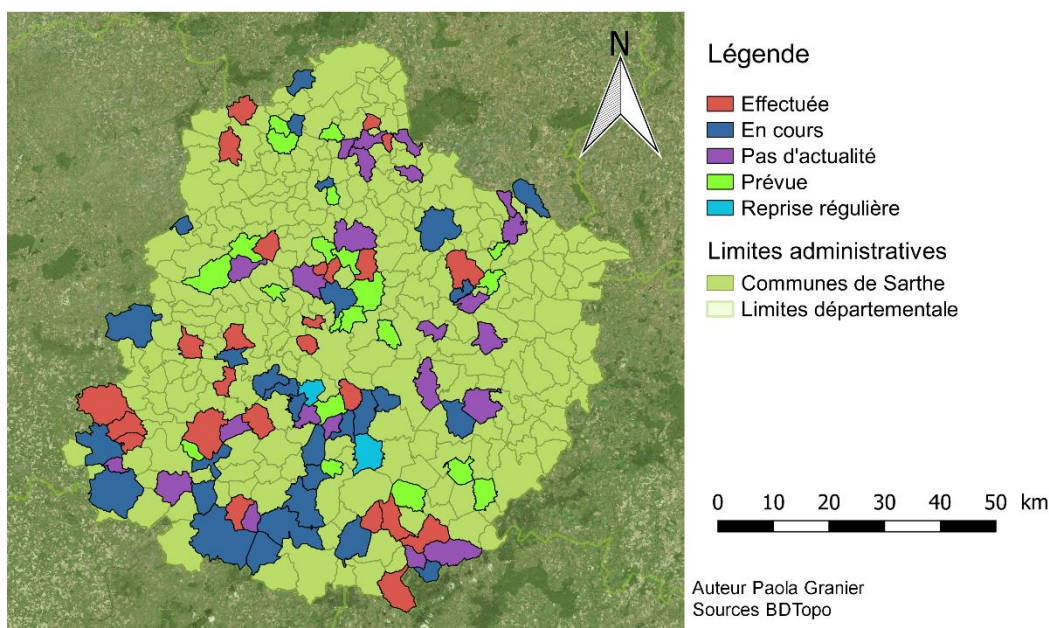 N
Légende
Effectuée
En cours
Pas d'actualité
Prévue
Reprise régulière
Limites administratives
Communes de Sarthe
Limites départementale
0 10 20 30 40 50 km
Auteur Paola Granier
Sources BDTopo